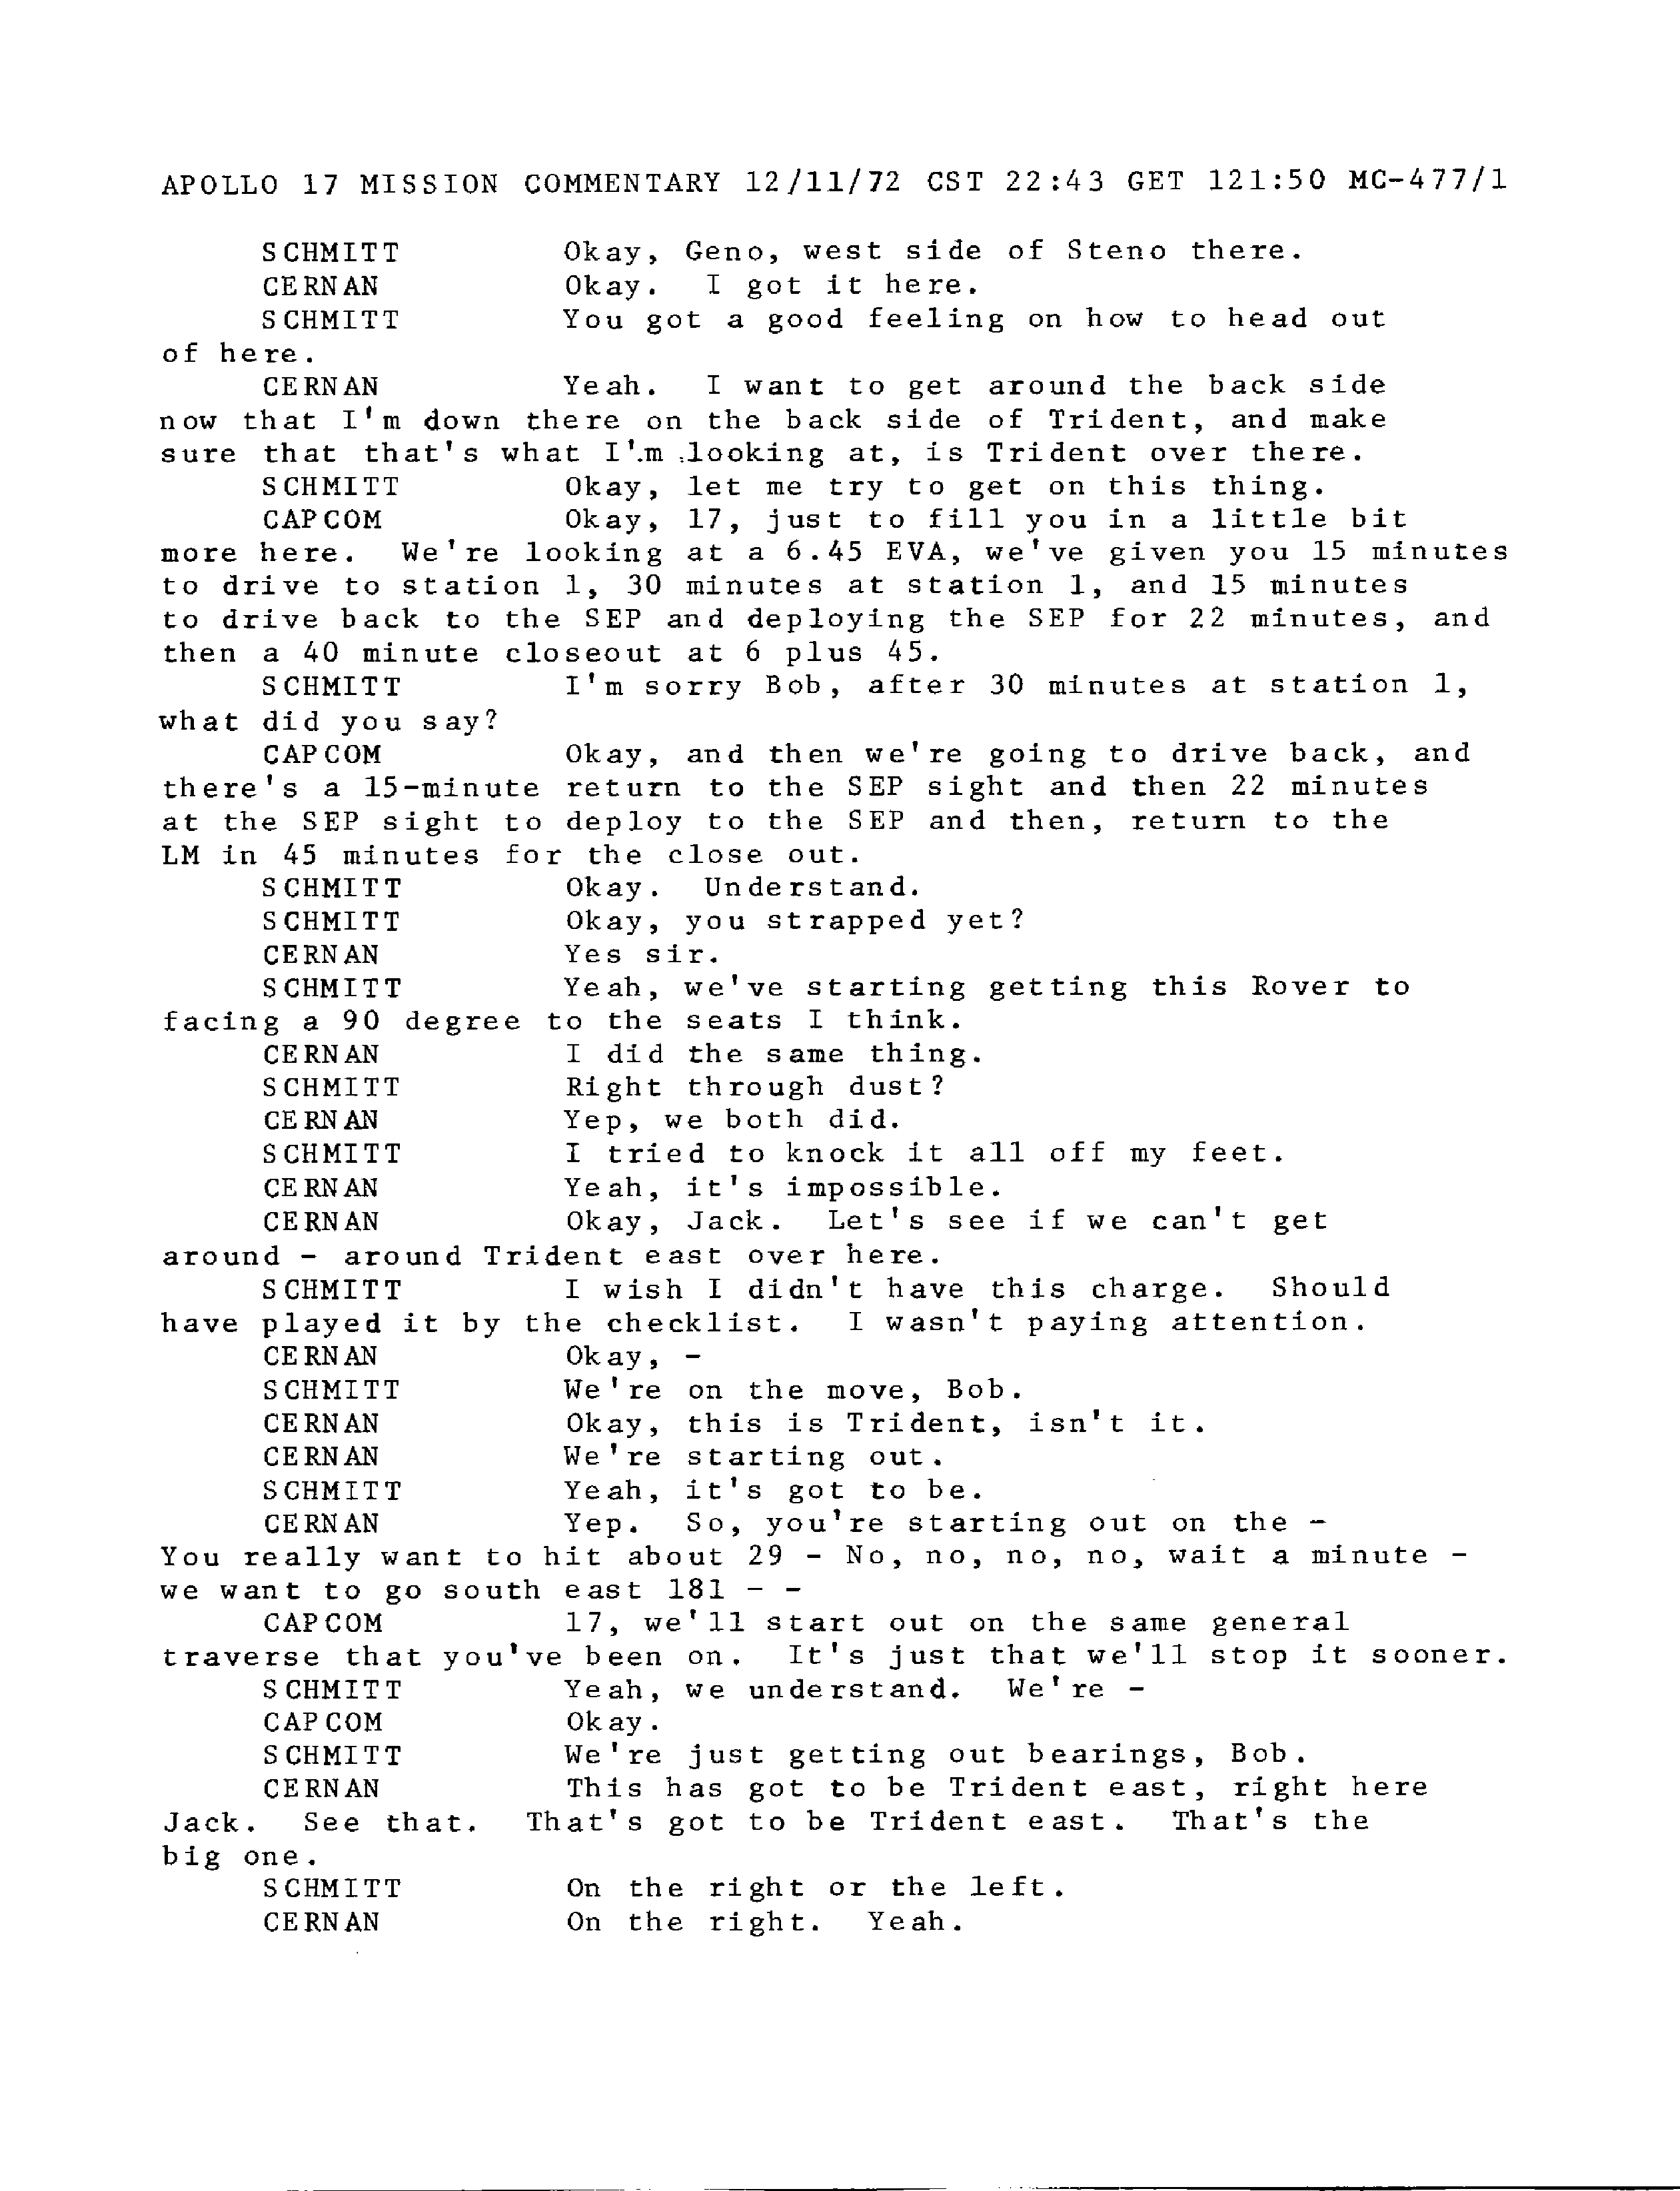 APOLLO 17 MISSION COMMENTARY 12/11/72 CST 22:43 GET 121:50 MC-477/1
SCHMITT Okay, Geno, west side of Steno there.
CERNAN Okay. I got it here.
SCHMITT You got a good feeling on how to head out
of here.
CERNAN Yeah. I want to get around the back side
now that I'm down there on the back side of Trident, and make
sure that that's what I'm looking at, is Trident over there.
SCHMITT Okay, let me try to get on this thing.
CAPCOM Okay, 17, just to fill you in a little bit
more here. We're looking at a 6.45 EVA, we've given you 15 minutes
to drive to station 1, 30 minutes at station 1, and 15 minutes
to drive back to the SEP and deploying the SEP for 22 minutes, and
then a 40 minute closeout at 6 plus 45.
SCHMITT I'm sorry Bob, after 30 minutes at station 1,
what did you say?
CAPCOM Okay, and then we're going to drive back, and
there's a 15-minute return to the SEP sight and then 22 minutes
at the SEP sight to deploy to the SEP and then, return to the
LM in 45 minutes for the close out.
SCHMITT Okay. Understand.
SCHMITT Okay, you strapped yet?
CERNAN Yes sir.
SCHMITT Yeah, we've starting getting this Rover to
facing a 90 degree to the seats I think.
CERNAN I did the same thing.
SCHMITT Right through dust?
CERNAN Yep, we both did.
SCHMITT I tried to knock it all off my feet.
CERNAN Yeah, it's impossible.
CERNAN Okay, Jack. Let's see if we can't get
around - around Trident east over here.
SCHMITT I wish I didn't have this charge. Should
have played it by the checklist. I wasn't paying attention.
CERNAN Okay, -
SCHMITT We're on the move, Bob.
CERNAN Okay, this is Trident, isn't it.
CERNAN We're starting out.
SCHMITT Yeah, it's got to be.
CERNAN Yep. So, you're starting out on the -
You really want to hit about 29 - No, no, no, no, wait a minute -
we want to go south east 181 - -
CAPCOM 17, we'll start out on the same general
traverse that you've been on. It's just that we'll stop it sooner.
SCHMITT Yeah, we understand. We're -
CAPCOM Okay.
SCHMITT We're just getting out bearings, Bob.
CERNAN This has got to be Trident east, right here
Jack. See that. That's got to be Trident east. That's the
big one.
SCHMITT On the right or the left.
CERNAN On the right. Yeah.